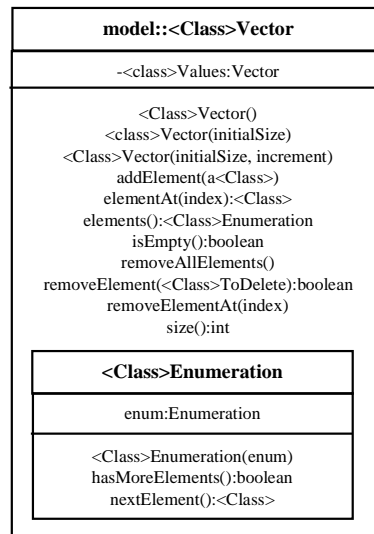 model::<Class>Vector
-<class>Values:Vector
<Class>Vector()
<class>Vector(initialSize)
<Class>Vector(initialSize, increment)
addElement(a<Class>)
elementAt(index):<Class>
elements():<Class>Enumeration
isEmpty():boolean
removeAllElements()
removeElement(<Class>ToDelete):boolean
removeElementAt(index)
size():int
<Class>Enumeration
enum:Enumeration
<Class>Enumeration(enum)
hasMoreElements():boolean
nextElement():<Class>